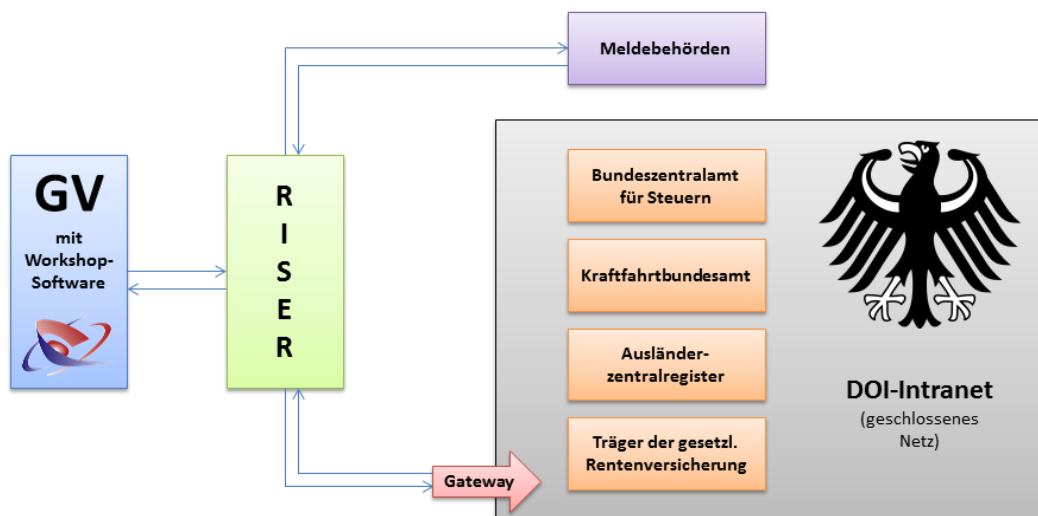 Meldebehörden
GV
mit
Workshop-
Software
R
I
S
E
R
Bundeszentralamt
für Steuern
Kraftfahrtbundesamt
Ausländer-
zentralregister
Träger der gesetzl.
Rentenversicherung
DOI-Intranet
(geschlossenes
Netz)
Gateway